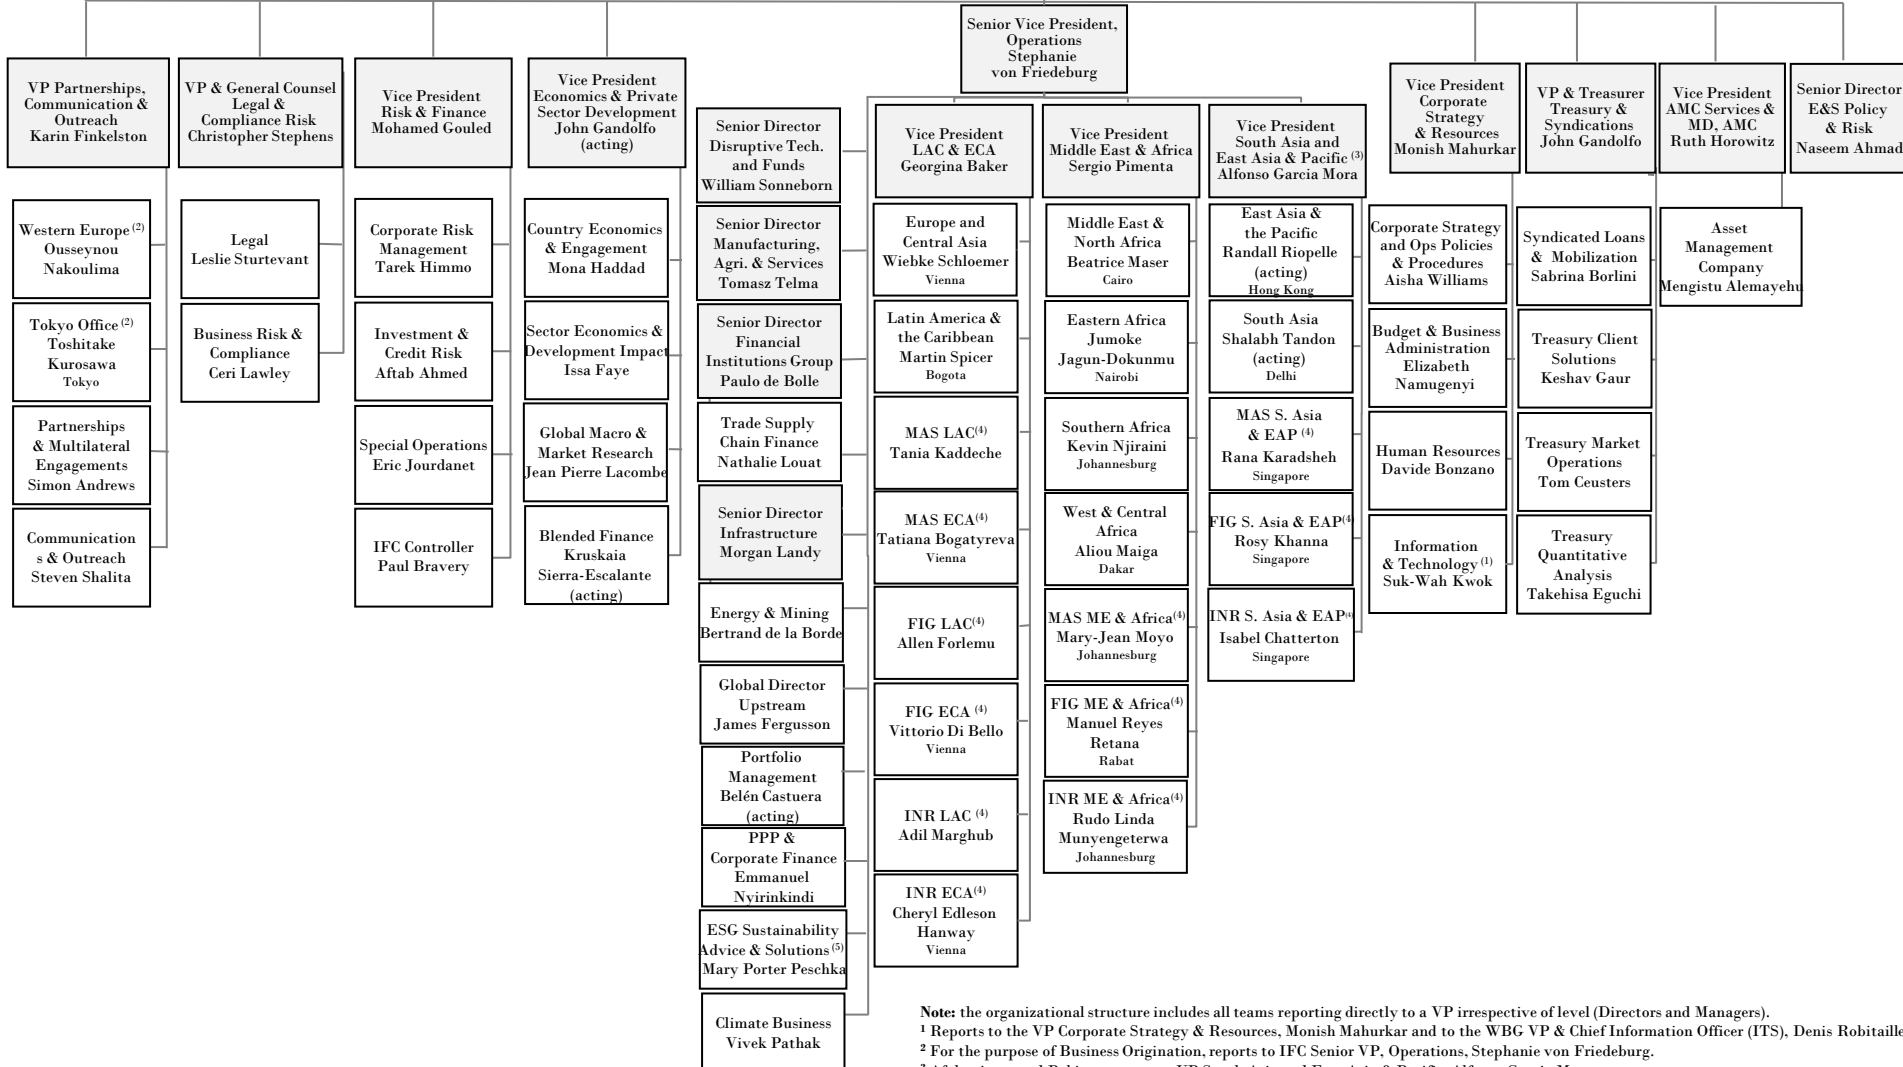 Senior Vice President,
Operations
Stephanie
von Friedeburg
VP Partnerships,
Communication &
Outreach
Karin Finkelston
VP & General Counsel
Legal &
Compliance Risk
Christopher Stephens
Vice President
Risk & Finance
Mohamed Gouled
Vice President
Economics & Private
Sector Development
John Gandolfo
(acting)
Senior Director
Disruptive Tech.
and Funds
William Sonneborn
Vice President
LAC & ECA
Georgina Baker
Vice President
Middle East & Africa
Sergio Pimenta
Vice President
South Asia and
East Asia & Pacific (3)
Alfonso Garcia Mora
Vice President
Corporate
Strategy
& Resources
Monish Mahurkar
VP & Treasurer
Treasury &
Syndications
John Gandolfo
Vice President
AMC Services &
MD, AMC
Ruth Horowitz
Senior Director
E&S Policy
& Risk
Naseem Ahmad
Western Europe (2)
Ousseynou
Nakoulima
Tokyo Office (2)
Toshitake
Kurosawa
Tokyo
Partnerships
& Multilateral
Engagements
Simon Andrews
Communication
s & Outreach
Steven Shalita
Legal
Leslie Sturtevant
Business Risk &
Compliance
Ceri Lawley
Corporate Risk
Management
Tarek Himmo
Investment &
Credit Risk
Aftab Ahmed
Special Operations
Eric Jourdanet
IFC Controller
Paul Bravery
Country Economics
& Engagement
Mona Haddad
Sector Economics &
Development Impact
Issa Faye
Global Macro &
Market Research
Jean Pierre Lacombe
Blended Finance
Kruskaia
Sierra-Escalante
(acting)
Senior Director
Manufacturing,
Agri. & Services
Tomasz Telma
Senior Director
Financial
Institutions Group
Paulo de Bolle
Trade Supply
Chain Finance
Nathalie Louat
Senior Director
Infrastructure
Morgan Landy
Energy & Mining
Bertrand de la Borde
Global Director
Upstream
James Fergusson
Portfolio
Management
Belén Castuera
(acting)
PPP &
Corporate Finance
Emmanuel
Nyirinkindi
ESG Sustainability
Advice & Solutions (5)
Mary Porter Peschka
Climate Business
Vivek Pathak
Europe and
Central Asia
Wiebke Schloemer
Vienna
Latin America &
the Caribbean
Martin Spicer
Bogota
MAS LAC(4)
Tania Kaddeche
MAS ECA(4)
Tatiana Bogatyreva
Vienna
FIG LAC(4)
Allen Forlemu
FIG ECA (4)
Vittorio Di Bello
Vienna
INR LAC (4)
Adil Marghub
INR ECA(4)
Cheryl Edleson
Hanway
Vienna
Middle East &
North Africa
Beatrice Maser
Cairo
Eastern Africa
Jumoke
Jagun-Dokunmu
Nairobi
Southern Africa
Kevin Njiraini
Johannesburg
West & Central
Africa
Aliou Maiga
Dakar
MAS ME & Africa(4)
Mary-Jean Moyo
Johannesburg
FIG ME & Africa(4)
Manuel Reyes
Retana
Rabat
INR ME & Africa(4)
Rudo Linda
Munyengeterwa
Johannesburg
East Asia &
the Pacific
Randall Riopelle
(acting)
Hong Kong
South Asia
Shalabh Tandon
(acting)
Delhi
MAS S. Asia
& EAP (4)
Rana Karadsheh
Singapore
FIG S. Asia & EAP(4)
Rosy Khanna
Singapore
INR S. Asia & EAP(4)
Isabel Chatterton
Singapore
Corporate Strategy
and Ops Policies
& Procedures
Aisha Williams
Budget & Business
Administration
Elizabeth
Namugenyi
Human Resources
Davide Bonzano
Information
& Technology (1)
Suk-Wah Kwok
Syndicated Loans
& Mobilization
Sabrina Borlini
Treasury Client
Solutions
Keshav Gaur
Treasury Market
Operations
Tom Ceusters
Treasury
Quantitative
Analysis
Takehisa Eguchi
Asset
Management
Company
Mengistu Alemayehu
Note: the organizational structure includes all teams reporting directly to a VP irrespective of level (Directors and Managers).
1 Reports to the VP Corporate Strategy & Resources, Monish Mahurkar and to the WBG VP & Chief Information Officer (ITS), Denis Robitaille
2 For the purpose of Business Origination, reports to IFC Senior VP, Operations, Stephanie von Friedeburg.